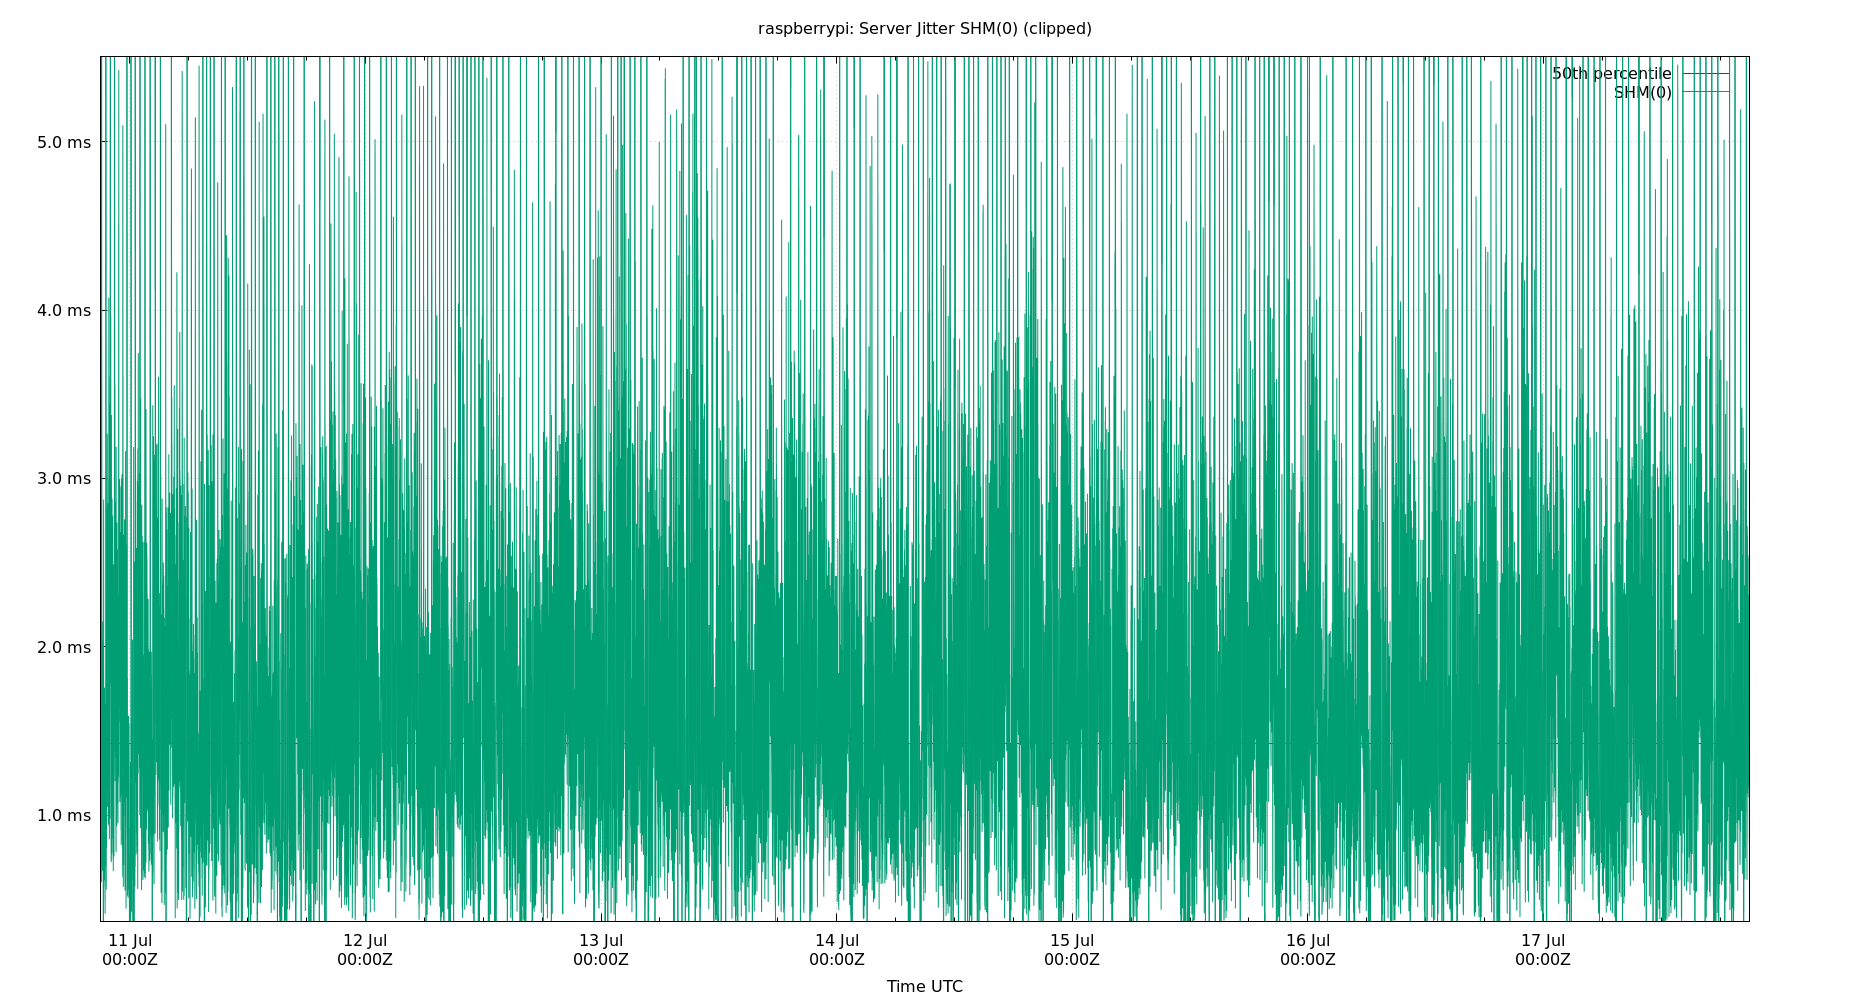 raspberrypi: Server Jitter SHM(0) (clipped)
50th percentile
SHM(0)
5.0 ms
4.0 ms
3.0 ms
2.0 ms
1.0 ms
11 Jul 12 Jul 13 Jul 14 Jul 15 Jul 16 Jul 17 Jul
00:00Z 00:00Z 00:00Z 00:00Z 00:00Z 00:00Z 00:00Z
Time UTC